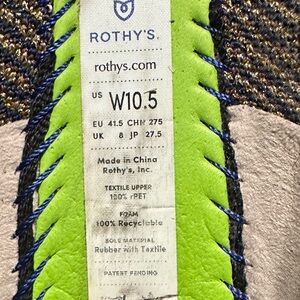 ROTHY'S
rothys.com
US W10.5
EU 41.5 CHN 275
UK 8 JP 27.5
Made in China
Rothy's, Inc.
TEXTILE UPPER
100% rPET
FOAM
100% Recyclable
SOLE MATERIAL
Rubber with Textile
PATENT PENDING